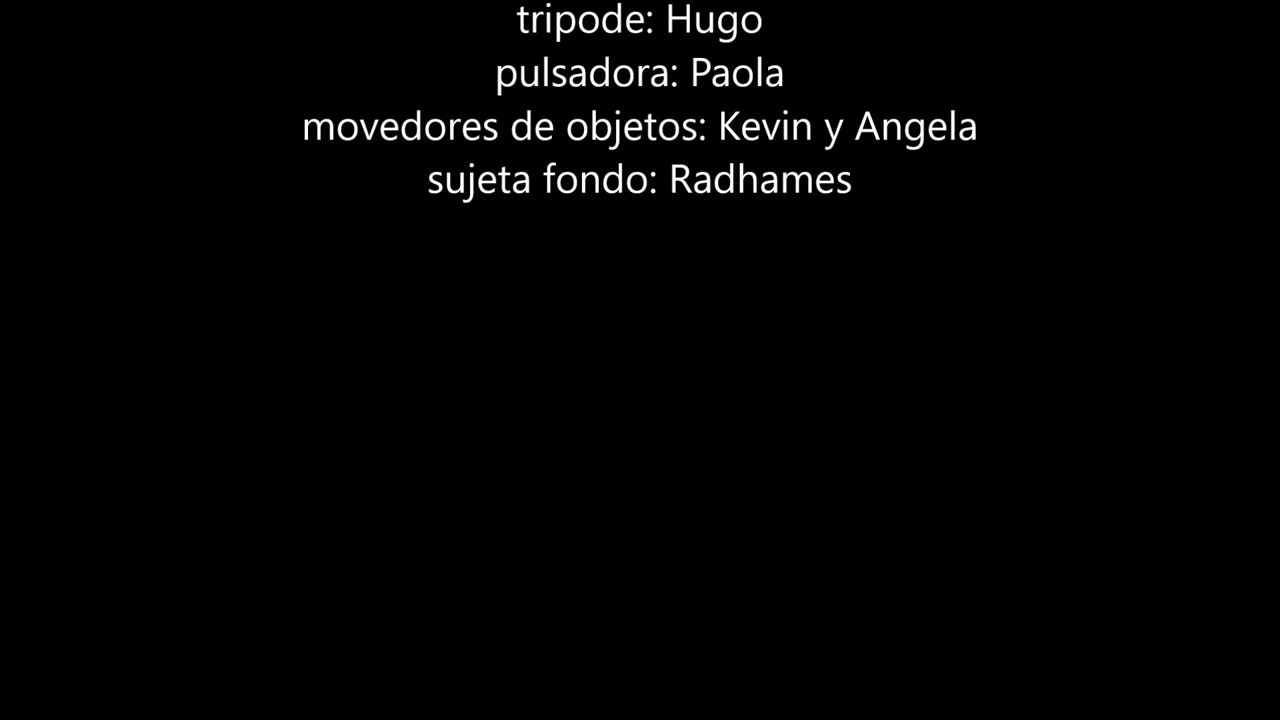 tripode: Hugo
pulsadora: Paola
movedores de objetos: Kevin y Angela
sujeta fondo: Radhames